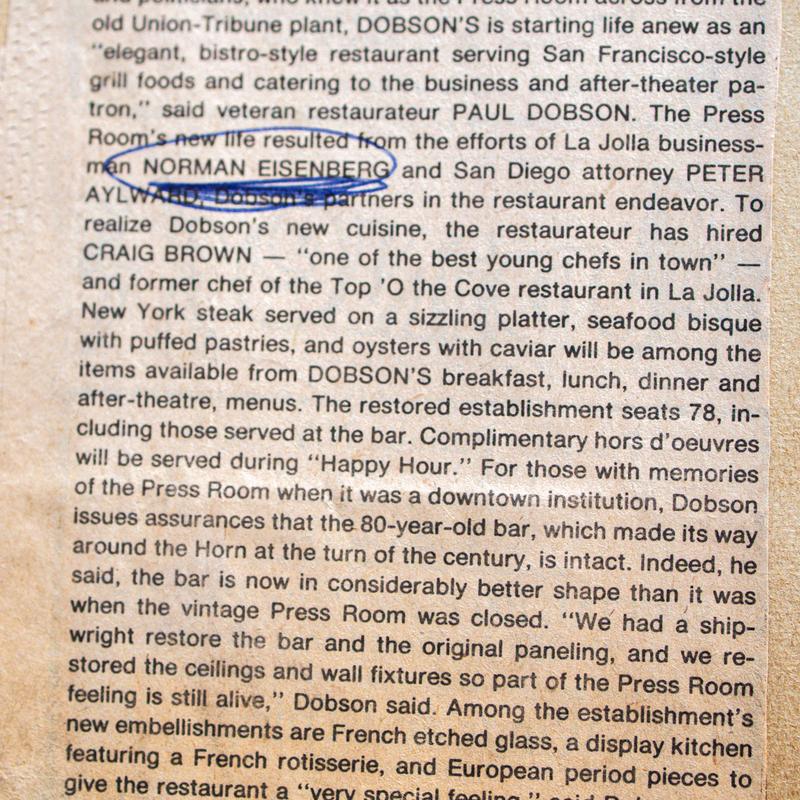 and politicians, who knew it as the Press Room across from the
old Union-Tribune plant, DOBSON'S is starting life anew as an
"elegant, bistro-style restaurant serving San Francisco-style
grill foods and catering to the business and after-theater pa-
tron," said veteran restaurateur PAUL DOBSON. The Press
Room's new life resulted from the efforts of La Jolla business-
man NORMAN EISENBERG and San Diego attorney PETER
AYLWARD, Dobson's partners in the restaurant endeavor. To
realize Dobson's new cuisine, the restaurateur has hired
CRAIG BROWN — "one of the best young chefs in town" —
and former chef of the Top 'O the Cove restaurant in La Jolla.
New York steak served on a sizzling platter, seafood bisque
with puffed pastries, and oysters with caviar will be among the
items available from DOBSON'S breakfast, lunch, dinner and
after-theatre, menus. The restored establishment seats 78, in-
cluding those served at the bar. Complimentary hors d'oeuvres
will be served during "Happy Hour." For those with memories
of the Press Room when it was a downtown institution, Dobson
issues assurances that the 80-year-old bar, which made its way
around the Horn at the turn of the century, is intact. Indeed, he
said, the bar is now in considerably better shape than it was
when the vintage Press Room was closed. "We had a ship-
wright restore the bar and the original paneling, and we re-
stored the ceilings and wall fixtures so part of the Press Room
feeling is still alive," Dobson said. Among the establishment's
new embellishments are French etched glass, a display kitchen
featuring a French rotisserie, and European period pieces to
give the restaurant a "very special feeling," said